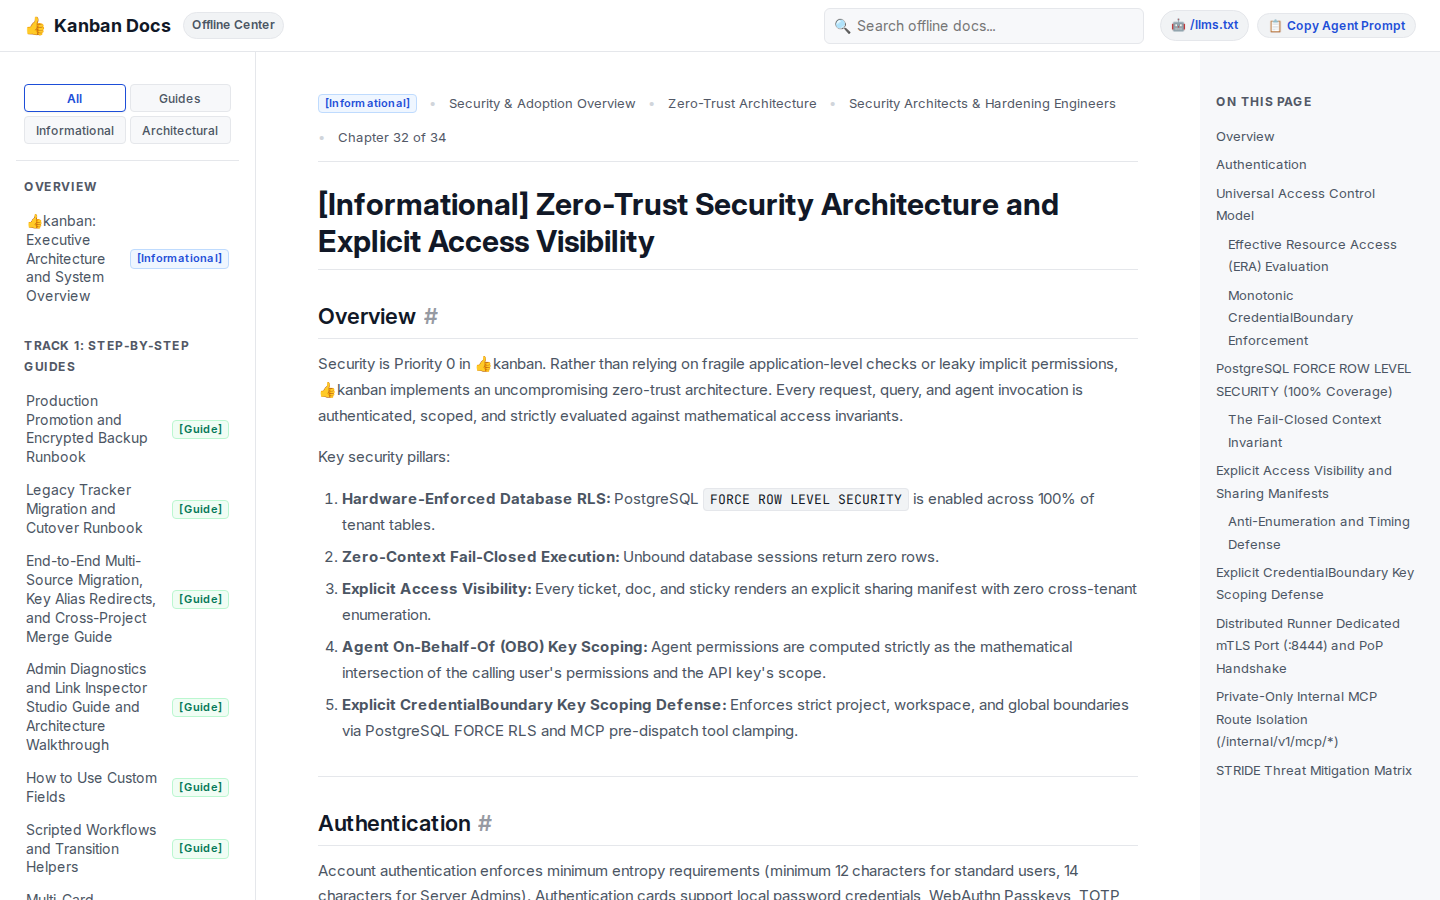 👍 Kanban Docs
Offline Center
🔍 Search offline docs...
🤖 /llms.txt
📋 Copy Agent Prompt
All
Guides
Informational
Architectural
OVERVIEW
👍kanban:
Executive
Architecture
and System
Overview
[Informational]
TRACK 1: STEP-BY-STEP
GUIDES
Production
Promotion and
Encrypted Backup
Runbook
[Guide]
Legacy Tracker
Migration and
Cutover Runbook
[Guide]
End-to-End Multi-
Source Migration,
Key Alias Redirects,
and Cross-Project
Merge Guide
[Guide]
Admin Diagnostics
and Link Inspector
Studio Guide and
Architecture
Walkthrough
[Guide]
How to Use Custom
Fields
[Guide]
Scripted Workflows
and Transition
Helpers
[Guide]
Multi-Card
[Informational] • Security & Adoption Overview • Zero-Trust Architecture • Security Architects & Hardening Engineers
• Chapter 32 of 34
[Informational] Zero-Trust Security Architecture and
Explicit Access Visibility
Overview #
Security is Priority 0 in 👍kanban. Rather than relying on fragile application-level checks or leaky implicit permissions,
👍kanban implements an uncompromising zero-trust architecture. Every request, query, and agent invocation is
authenticated, scoped, and strictly evaluated against mathematical access invariants.
Key security pillars:
1. Hardware-Enforced Database RLS: PostgreSQL FORCE ROW LEVEL SECURITY is enabled across 100% of
tenant tables.
2. Zero-Context Fail-Closed Execution: Unbound database sessions return zero rows.
3. Explicit Access Visibility: Every ticket, doc, and sticky renders an explicit sharing manifest with zero cross-tenant
enumeration.
4. Agent On-Behalf-Of (OBO) Key Scoping: Agent permissions are computed strictly as the mathematical
intersection of the calling user's permissions and the API key's scope.
5. Explicit CredentialBoundary Key Scoping Defense: Enforces strict project, workspace, and global boundaries
via PostgreSQL FORCE RLS and MCP pre-dispatch tool clamping.
Authentication #
Account authentication enforces minimum entropy requirements (minimum 12 characters for standard users, 14
characters for Server Admins). Authentication cards support local password credentials, WebAuthn Passkeys, TOTP
ON THIS PAGE
Overview
Authentication
Universal Access Control
Model
Effective Resource Access
(ERA) Evaluation
Monotonic
CredentialBoundary
Enforcement
PostgreSQL FORCE ROW LEVEL
SECURITY (100% Coverage)
The Fail-Closed Context
Invariant
Explicit Access Visibility and
Sharing Manifests
Anti-Enumeration and Timing
Defense
Explicit CredentialBoundary Key
Scoping Defense
Distributed Runner Dedicated
mTLS Port (:8444) and PoP
Handshake
Private-Only Internal MCP
Route Isolation
(/internal/v1/mcp/*)
STRIDE Threat Mitigation Matrix